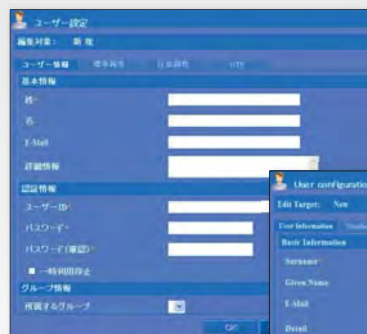 ユーザー設定
編集対象： 新規
ユーザー情報
基本情報
姓*
名
E-Mail
詳細情報
認証情報
ユーザーID*
パスワード*
パスワード(確認)*
一時利用停止
グループ情報
所属するグループ
OK
User configuration
Edit Target: New
User Information
Basic Information
Surname*
Given Name
E-Mail
Detail